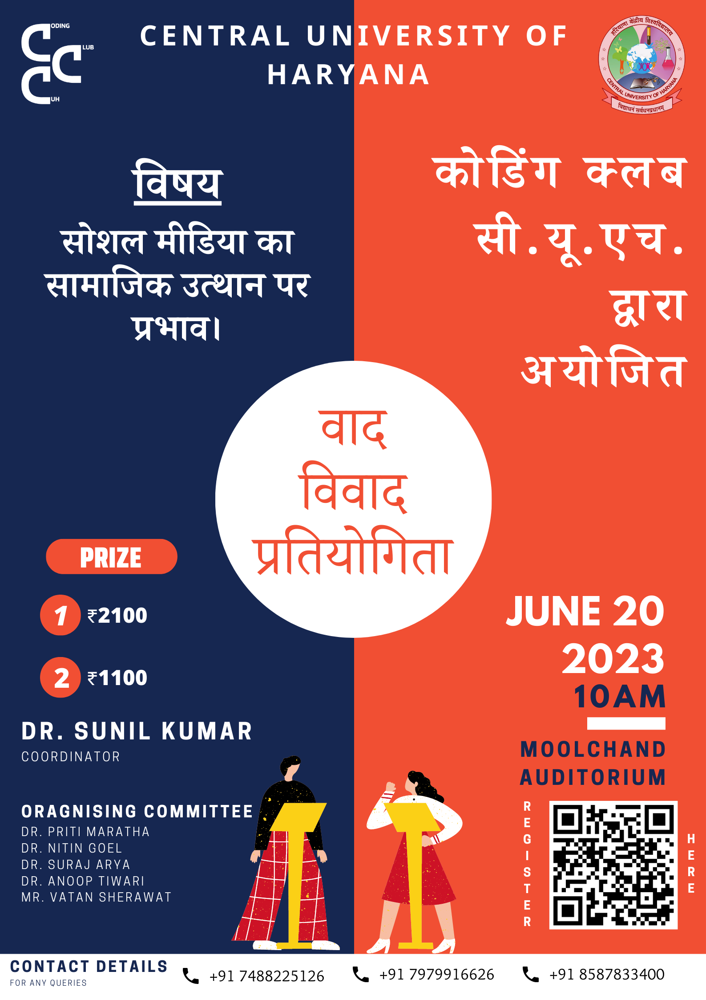 ODING
LUB
UH
CENTRAL UNIVERSITY OF
HARYANA
हरियाणा केंद्रीय विश्वविद्यालय
CENTRAL UNIVERSITY OF HARYANA
विद्याधनं सर्वधनप्रधानम्
विषय
सोशल मीडिया का
सामाजिक उत्थान पर
प्रभाव।
कोडिंग क्लब
सी.यू.एच.
द्वारा
अयोजित
वाद
विवाद
प्रतियोगिता
PRIZE
1 ₹2100
2 ₹1100
DR. SUNIL KUMAR
COORDINATOR
ORAGNISING COMMITTEE
DR. PRITI MARATHA
DR. NITIN GOEL
DR. SURAJ ARYA
DR. ANOOP TIWARI
MR. VATAN SHERAWAT
JUNE 20
2023
10AM
MOOLCHAND
AUDITORIUM
REGISTER
HERE
CONTACT DETAILS
FOR ANY QUERIES
+91 7488225126
+91 7979916626
+91 8587833400